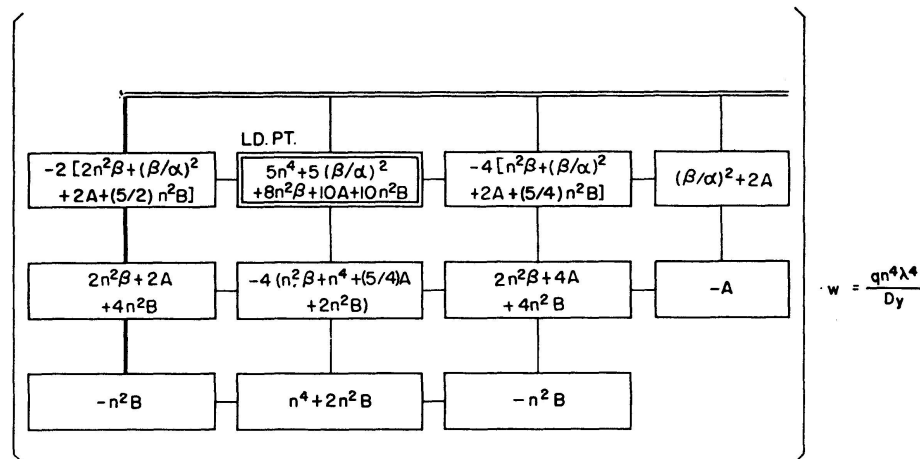 LD. PT.
-2 [2n²β+(β/α)²
+2A+(5/2) n²B]
5n⁴+5 (β/α)²
+8n²β+10A+10n²B
-4 [n²β+(β/α)²
+2A+(5/4) n²B]
(β/α)²+2A
2n²β+2A
+4n²B
-4 (n²β+n⁴+(5/4)A
+2n²B)
2n²β+4A
+4n²B
-A
· w = qn⁴λ⁴/Dy
-n²B
n⁴+2n²B
-n²B